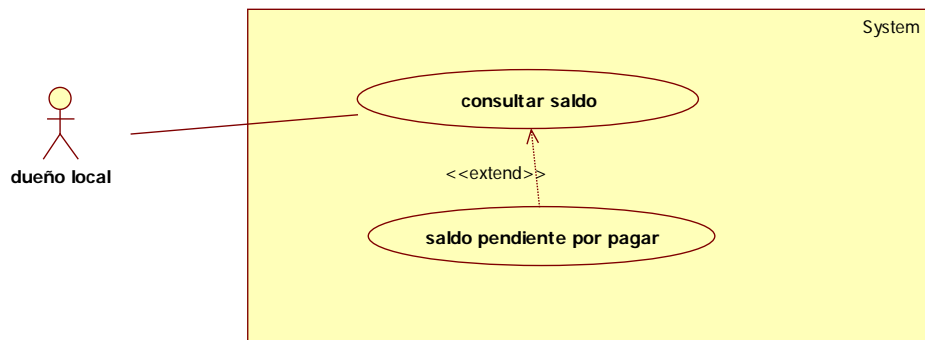 System
consultar saldo
dueño local
<<extend>>
saldo pendiente por pagar